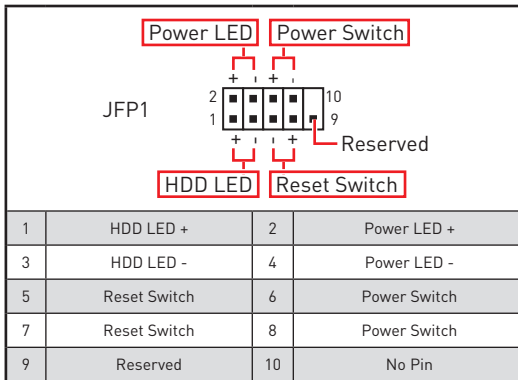 Power LED Power Switch
+ - + -
JFP1
2 10
1 9
+ - - +
Reserved
HDD LED Reset Switch
1 HDD LED + 2 Power LED +
3 HDD LED - 4 Power LED -
5 Reset Switch 6 Power Switch
7 Reset Switch 8 Power Switch
9 Reserved 10 No Pin